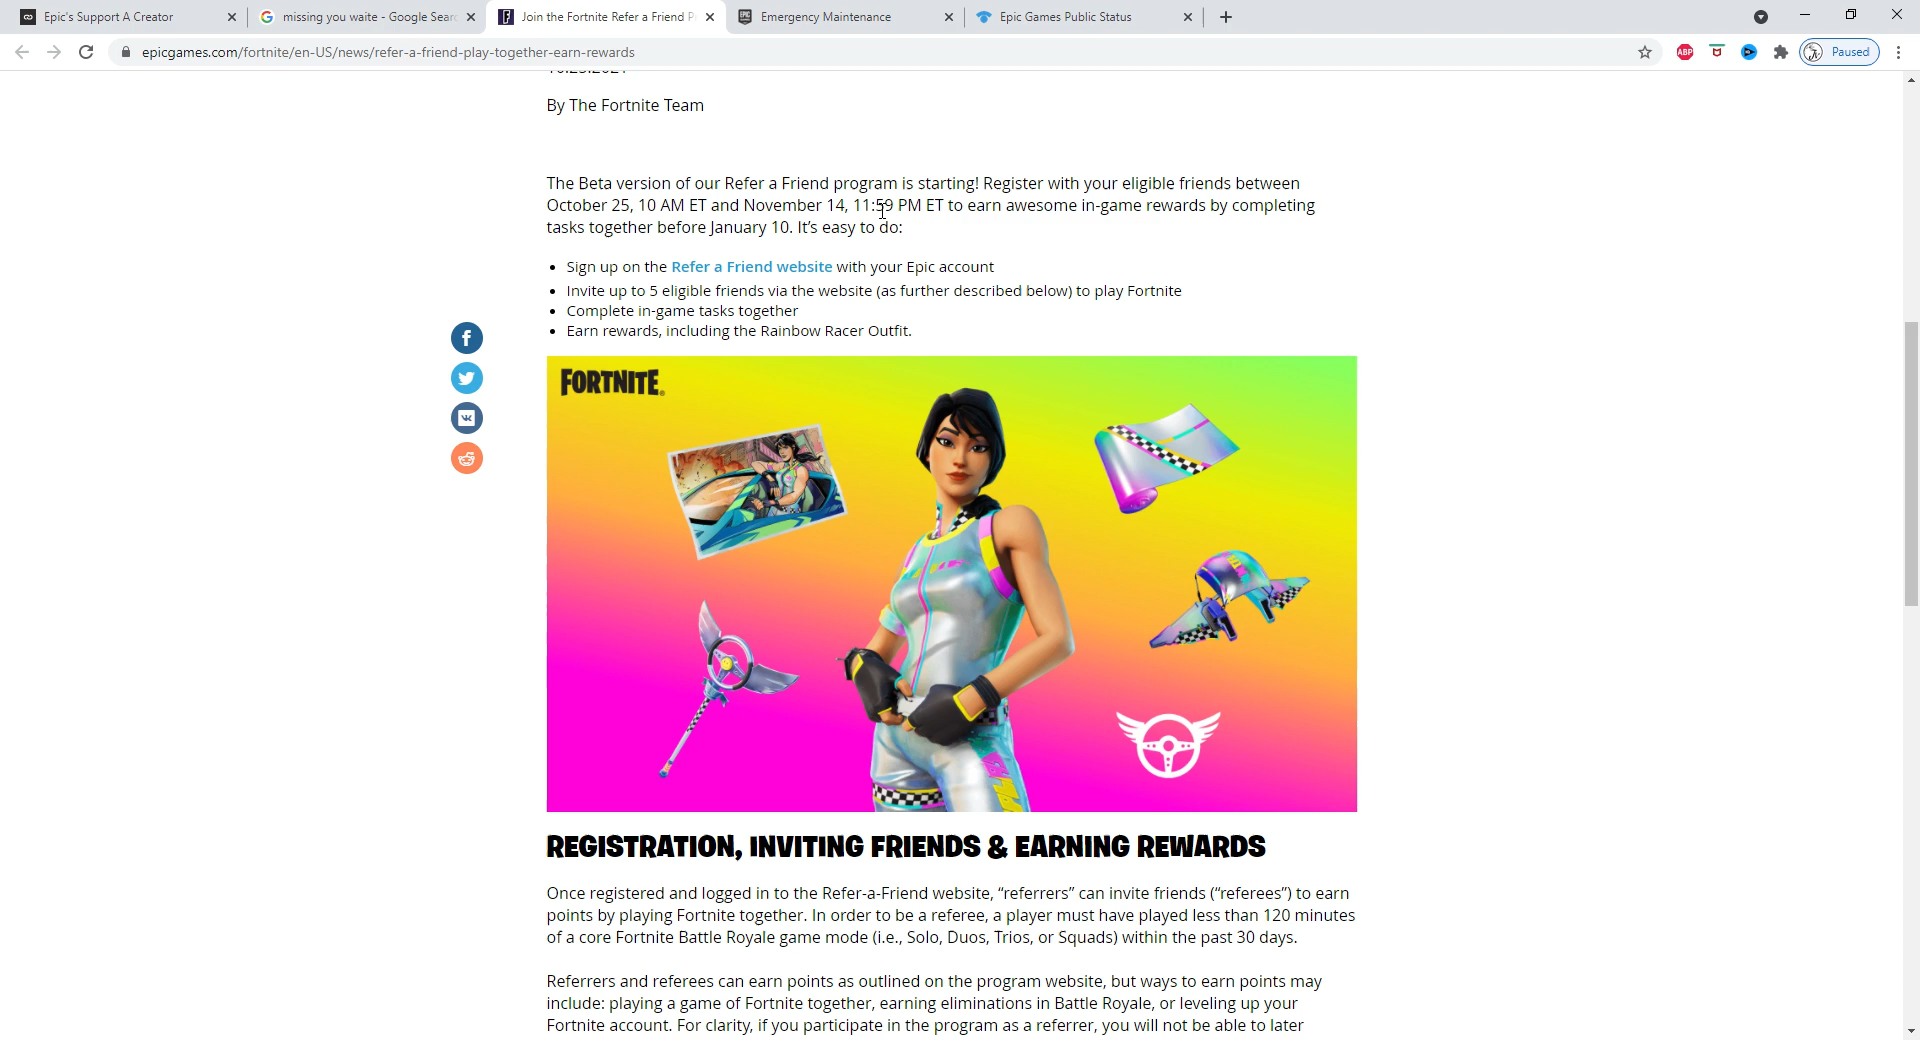 Epic's Support A Creator
missing you waite - Google Sear
Join the Fortnite Refer a Friend P
Emergency Maintenance
Epic Games Public Status
epicgames.com/fortnite/en-US/news/refer-a-friend-play-together-earn-rewards
ABP
Paused
By The Fortnite Team
The Beta version of our Refer a Friend program is starting! Register with your eligible friends between
October 25, 10 AM ET and November 14, 11:59 PM ET to earn awesome in-game rewards by completing
tasks together before January 10. It's easy to do:
• Sign up on the Refer a Friend website with your Epic account
• Invite up to 5 eligible friends via the website (as further described below) to play Fortnite
• Complete in-game tasks together
• Earn rewards, including the Rainbow Racer Outfit.
FORTNITE
REGISTRATION, INVITING FRIENDS & EARNING REWARDS
Once registered and logged in to the Refer-a-Friend website, “referrers” can invite friends (“referees”) to earn
points by playing Fortnite together. In order to be a referee, a player must have played less than 120 minutes
of a core Fortnite Battle Royale game mode (i.e., Solo, Duos, Trios, or Squads) within the past 30 days.
Referrers and referees can earn points as outlined on the program website, but ways to earn points may
include: playing a game of Fortnite together, earning eliminations in Battle Royale, or leveling up your
Fortnite account. For clarity, if you participate in the program as a referrer, you will not be able to later